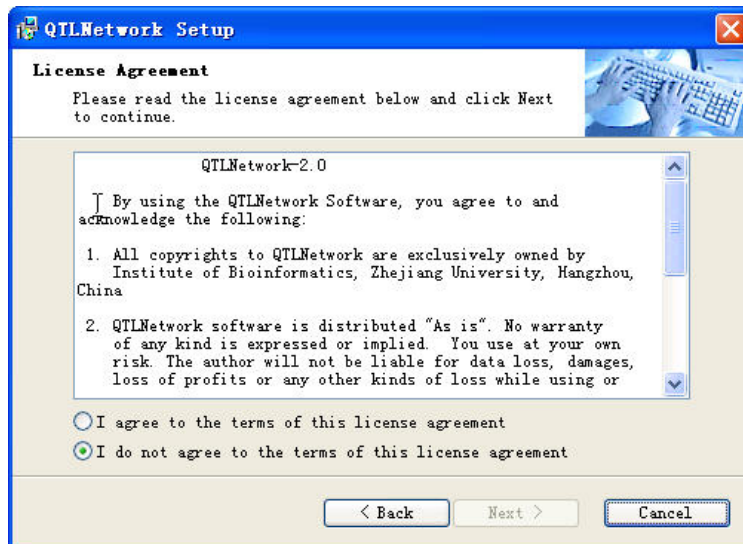 QTLNetwork Setup
License Agreement
Please read the license agreement below and click Next
to continue.
QTLNetwork-2.0
By using the QTLNetwork Software, you agree to and
acknowledge the following:
1. All copyrights to QTLNetwork are exclusively owned by
Institute of Bioinformatics, Zhejiang University, Hangzhou,
China
2. QTLNetwork software is distributed "As is". No warranty
of any kind is expressed or implied. You use at your own
risk. The author will not be liable for data loss, damages,
loss of profits or any other kinds of loss while using or
I agree to the terms of this license agreement
I do not agree to the terms of this license agreement
< Back
Next >
Cancel